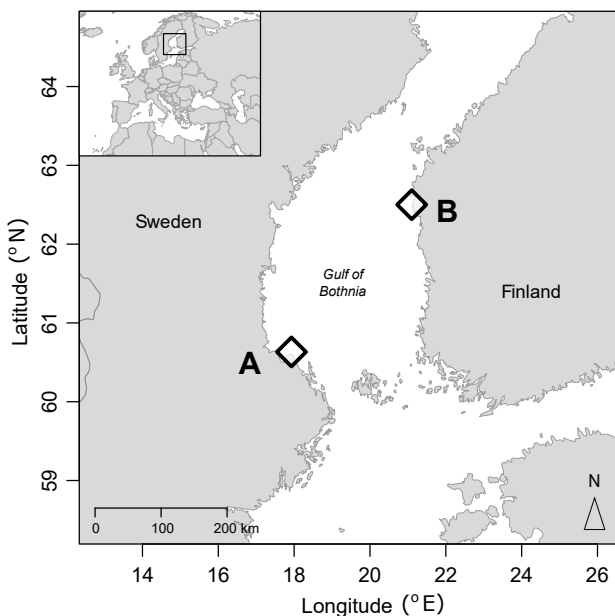 64
63
62
61
60
59
Latitude (°N)
Sweden
Gulf of
Bothnia
Finland
A
B
N
0 100 200 km
14 16 18 20 22 24 26
Longitude (°E)